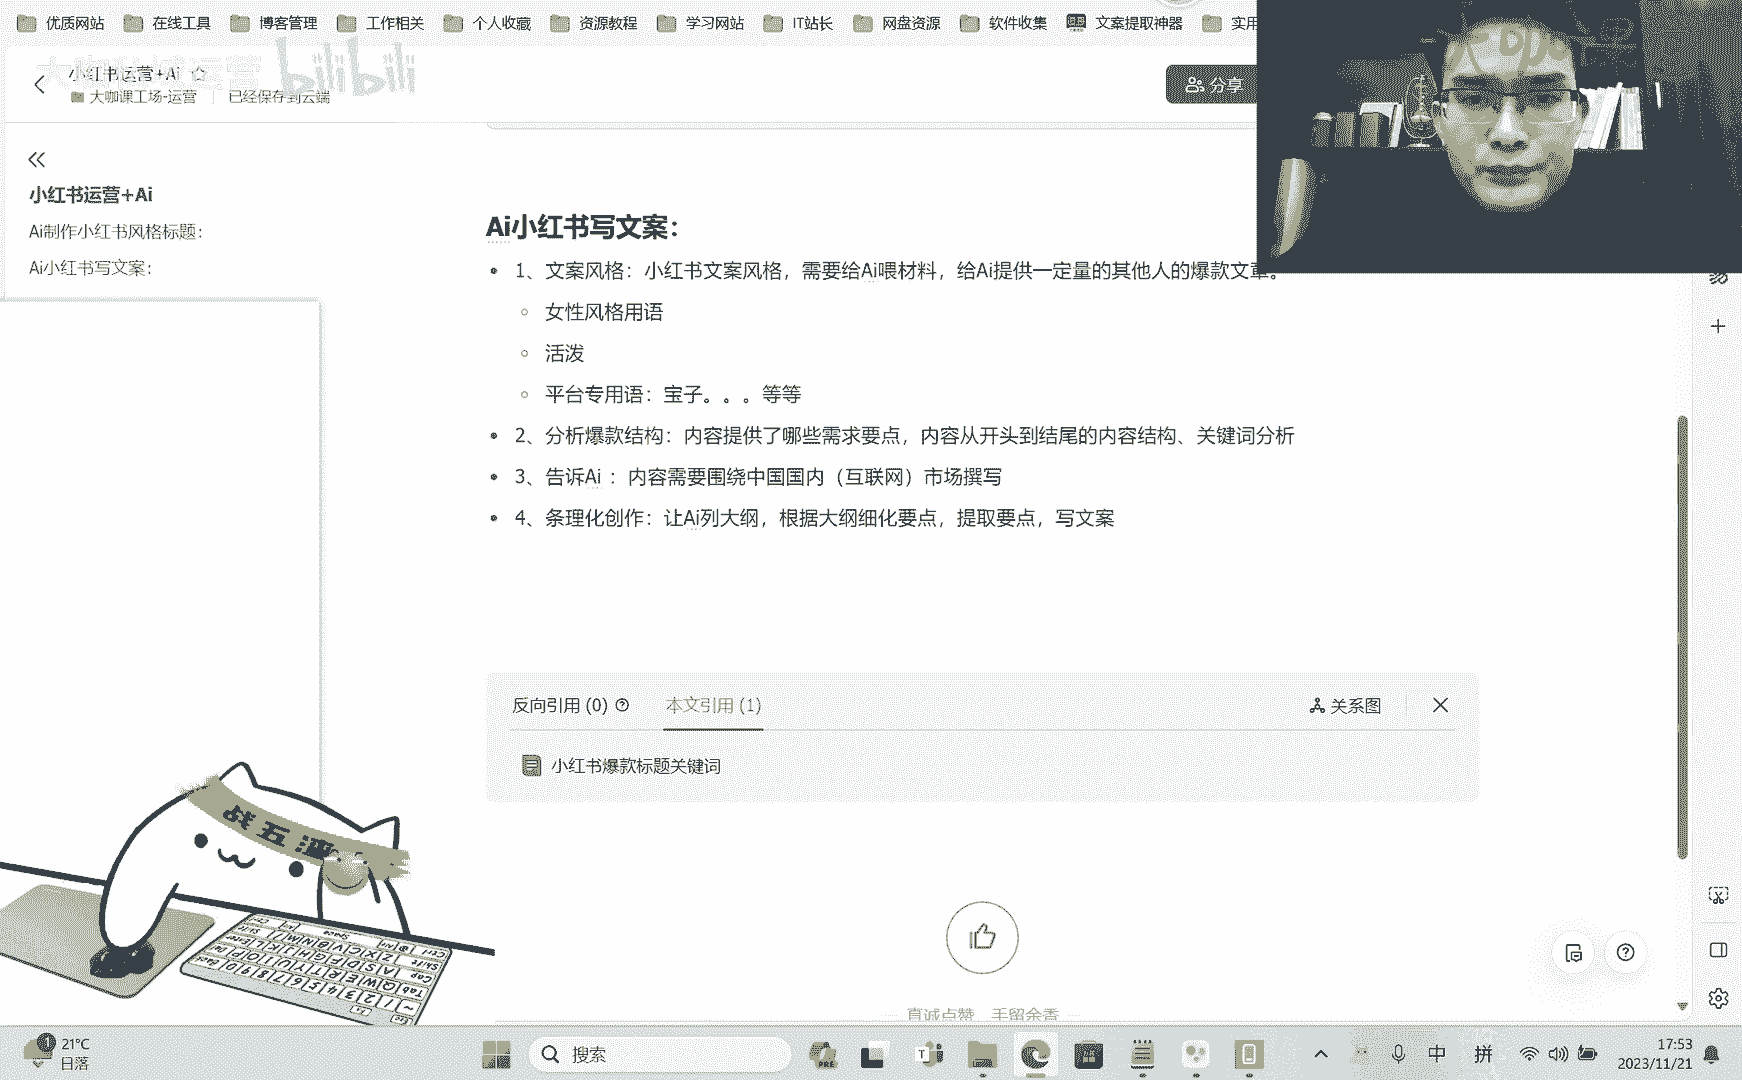 优质网站 在线工具 博客管理 工作相关 个人收藏 资源教程 学习网站 IT站长 网盘资源 软件收集 文案提取神器 实用
小红书运营+Ai
bilibili
大咖课工场-运营 已经保存到云端
分享
小红书运营+Ai
Ai制作小红书风格标题：
Ai小红书写文案：
Ai小红书写文案：
1、文案风格：小红书文案风格，需要给Ai喂材料，给Ai提供一定量的其他人的爆款文章。
女性风格用语
活泼
平台专用语：宝子。。。等等
2、分析爆款结构：内容提供了哪些需求要点，内容从开头到结尾的内容结构、关键词分析
3、告诉Ai ：内容需要围绕中国国内（互联网）市场撰写
4、条理化创作：让Ai列大纲，根据大纲细化要点，提取要点，写文案
反向引用 (0) 本文引用 (1) 关系图
小红书爆款标题关键词
战五渣
真诚点赞，手留余香
1 21°C
日落
搜索
PRE
中 拼
17:53
2023/11/21